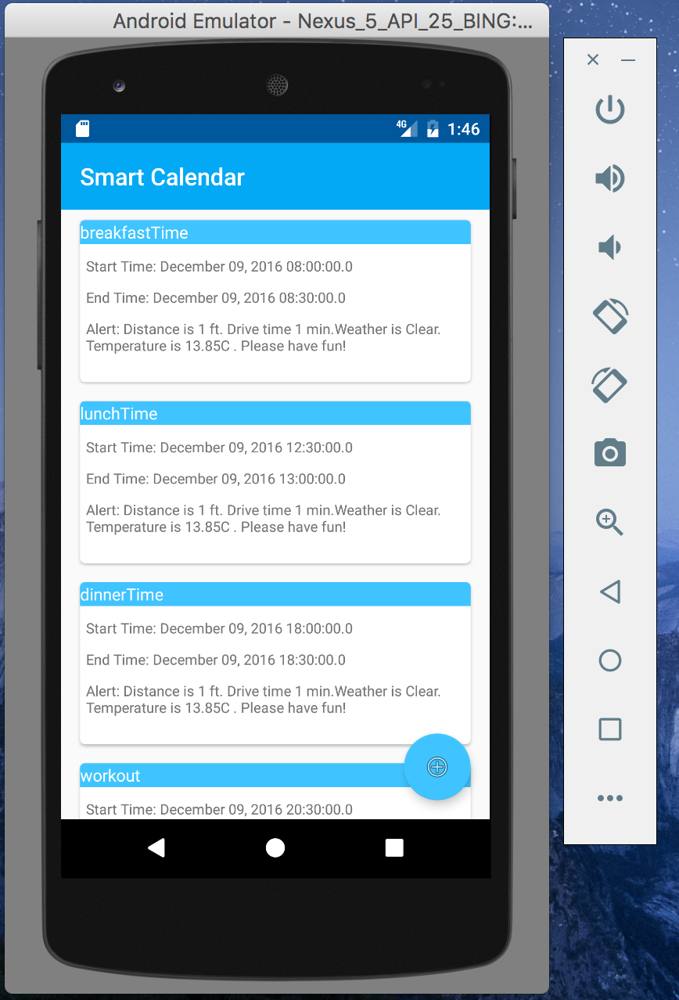 Android Emulator - Nexus_5_API_25_BING:...
4G
1:46
Smart Calendar
breakfastTime
Start Time: December 09, 2016 08:00:00.0
End Time: December 09, 2016 08:30:00.0
Alert: Distance is 1 ft. Drive time 1 min.Weather is Clear.
Temperature is 13.85C . Please have fun!
lunchTime
Start Time: December 09, 2016 12:30:00.0
End Time: December 09, 2016 13:00:00.0
Alert: Distance is 1 ft. Drive time 1 min.Weather is Clear.
Temperature is 13.85C . Please have fun!
dinnerTime
Start Time: December 09, 2016 18:00:00.0
End Time: December 09, 2016 18:30:00.0
Alert: Distance is 1 ft. Drive time 1 min.Weather is Clear.
Temperature is 13.85C . Please have fun!
workout
Start Time: December 09, 2016 20:30:00.0